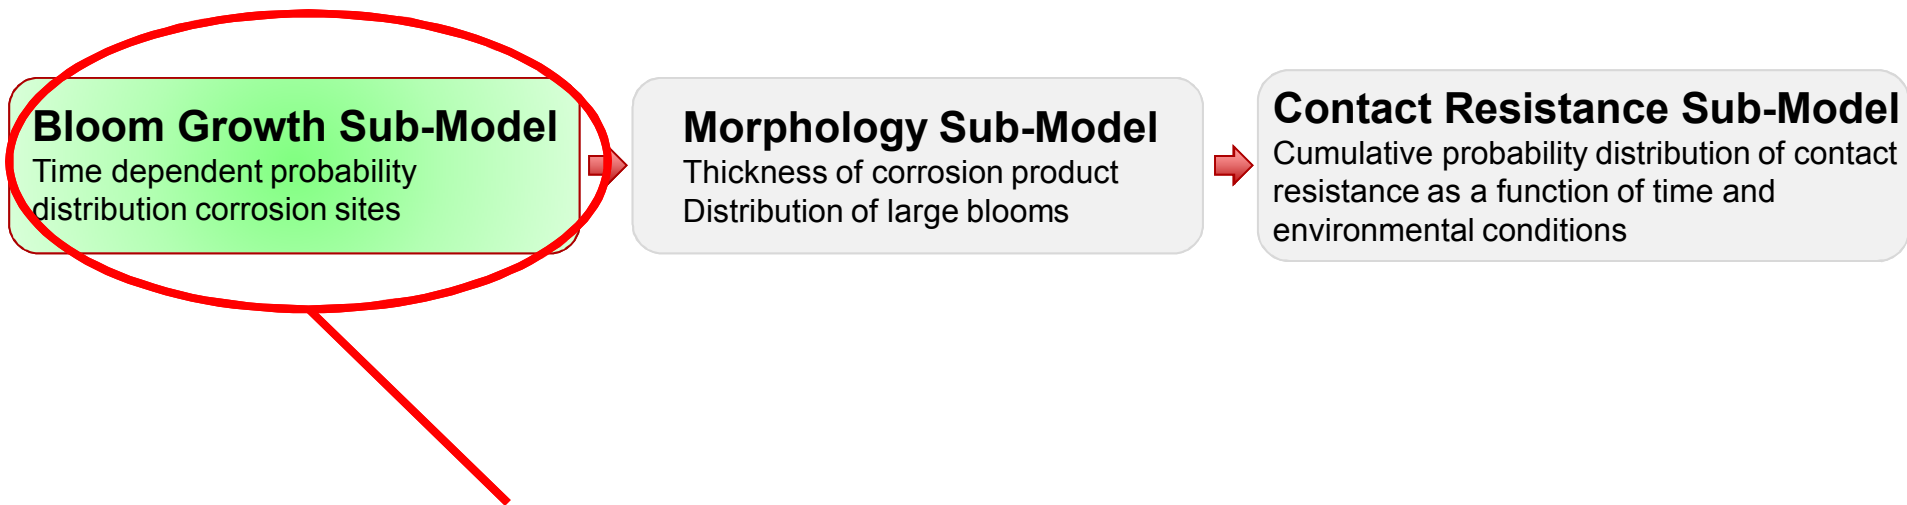 Bloom Growth Sub-Model
Time dependent probability
distribution corrosion sites
Morphology Sub-Model
Thickness of corrosion product
Distribution of large blooms
Contact Resistance Sub-Model
Cumulative probability distribution of contact
resistance as a function of time and
environmental conditions